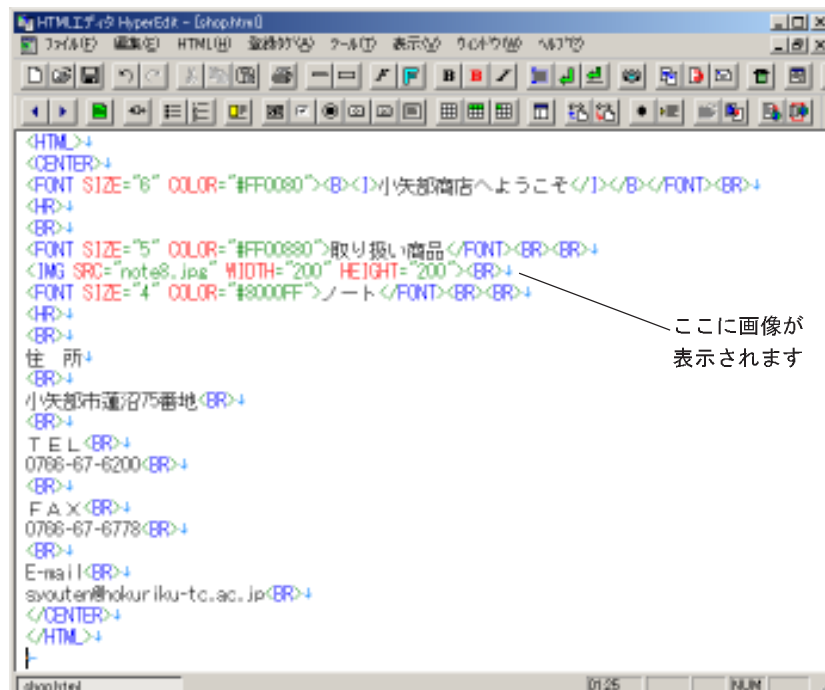 HTMLエディタ HyperEdit - [shop.html]
ファイル(F) 編集(E) HTML(H) 登録タグ(A) ツール(T) 表示(V) ウィンドウ(W) ヘルプ(?)
<HTML>↓
<CENTER>↓
<FONT SIZE="6" COLOR="#FF0080"><B><I>小矢部商店へようこそ</I></B></FONT><BR>↓
<HR>↓
<BR>↓
<FONT SIZE="5" COLOR="#FF00880">取り扱い商品</FONT><BR><BR>↓
<IMG SRC="note8.jpg" WIDTH="200" HEIGHT="200"><BR>↓
<FONT SIZE="4" COLOR="#8000FF">ノート</FONT><BR><BR>↓
<HR>↓
<BR>↓
ここに画像が
表示されます
住　所↓
<BR>↓
小矢部市蓮沼75番地<BR>↓
<BR>↓
ＴＥＬ<BR>↓
0766-67-6200<BR>↓
<BR>↓
ＦＡＸ<BR>↓
0766-67-6778<BR>↓
<BR>↓
E-mail<BR>↓
syouten@hokuriku-tc.ac.jp<BR>↓
</CENTER>↓
</HTML>↓
shop.html 01:25 NUM